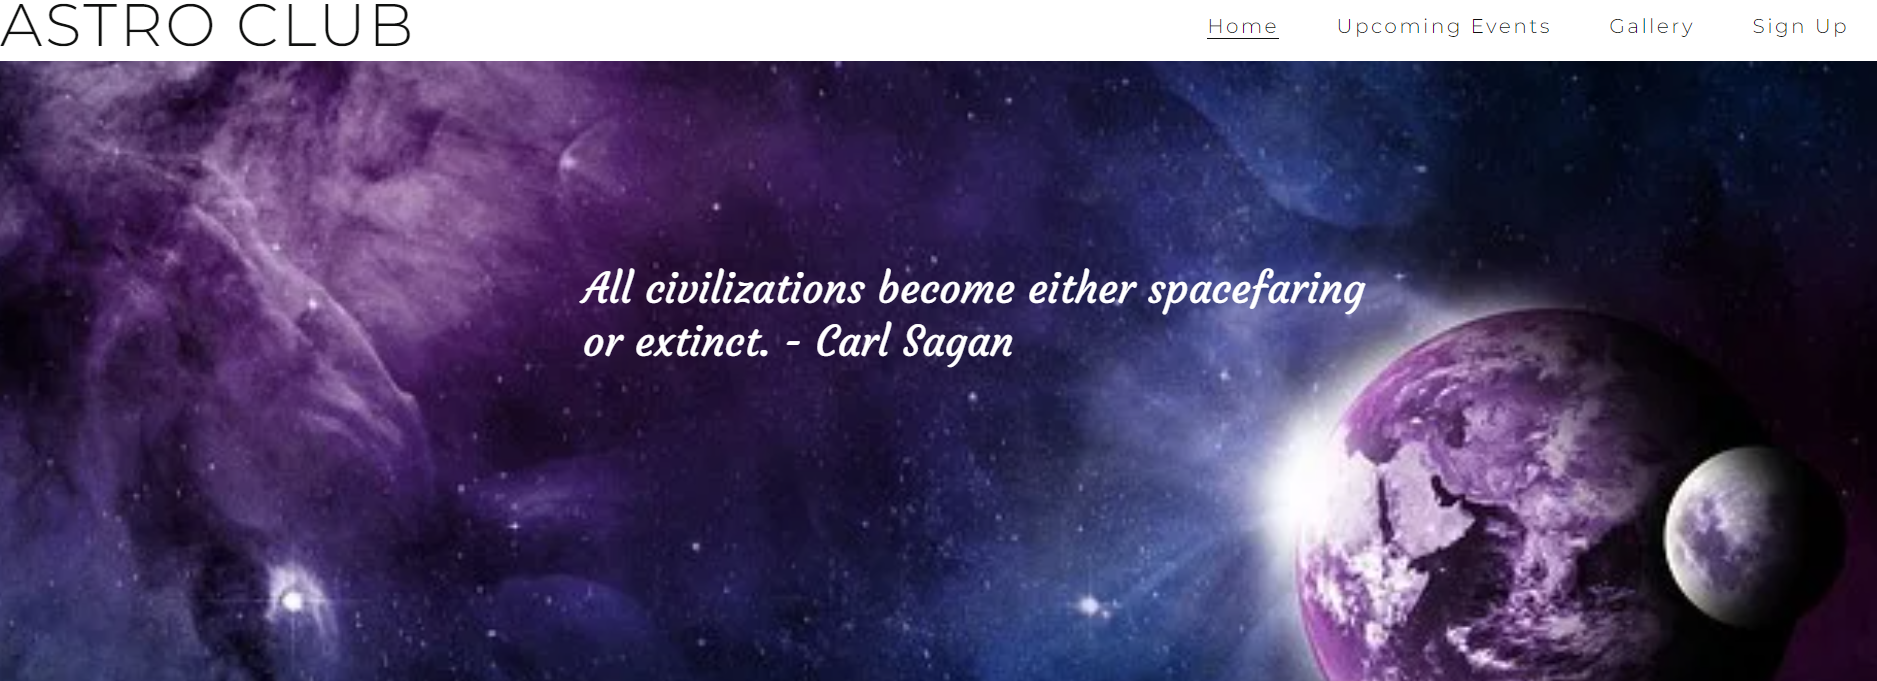 ASTRO CLUB
Home
Upcoming Events
Gallery
Sign Up
All civilizations become either spacefaring
or extinct. - Carl Sagan